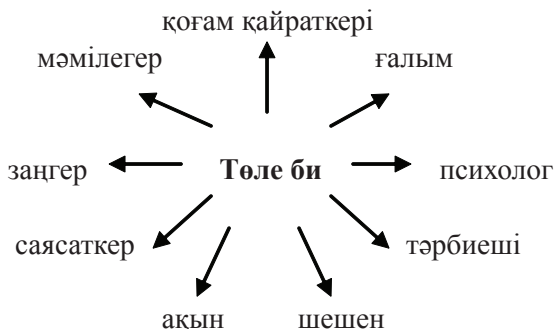 қоғам қайраткері
мәмілегер
ғалым
заңгер
Төле би
психолог
саясаткер
тәрбиеші
ақын
шешен